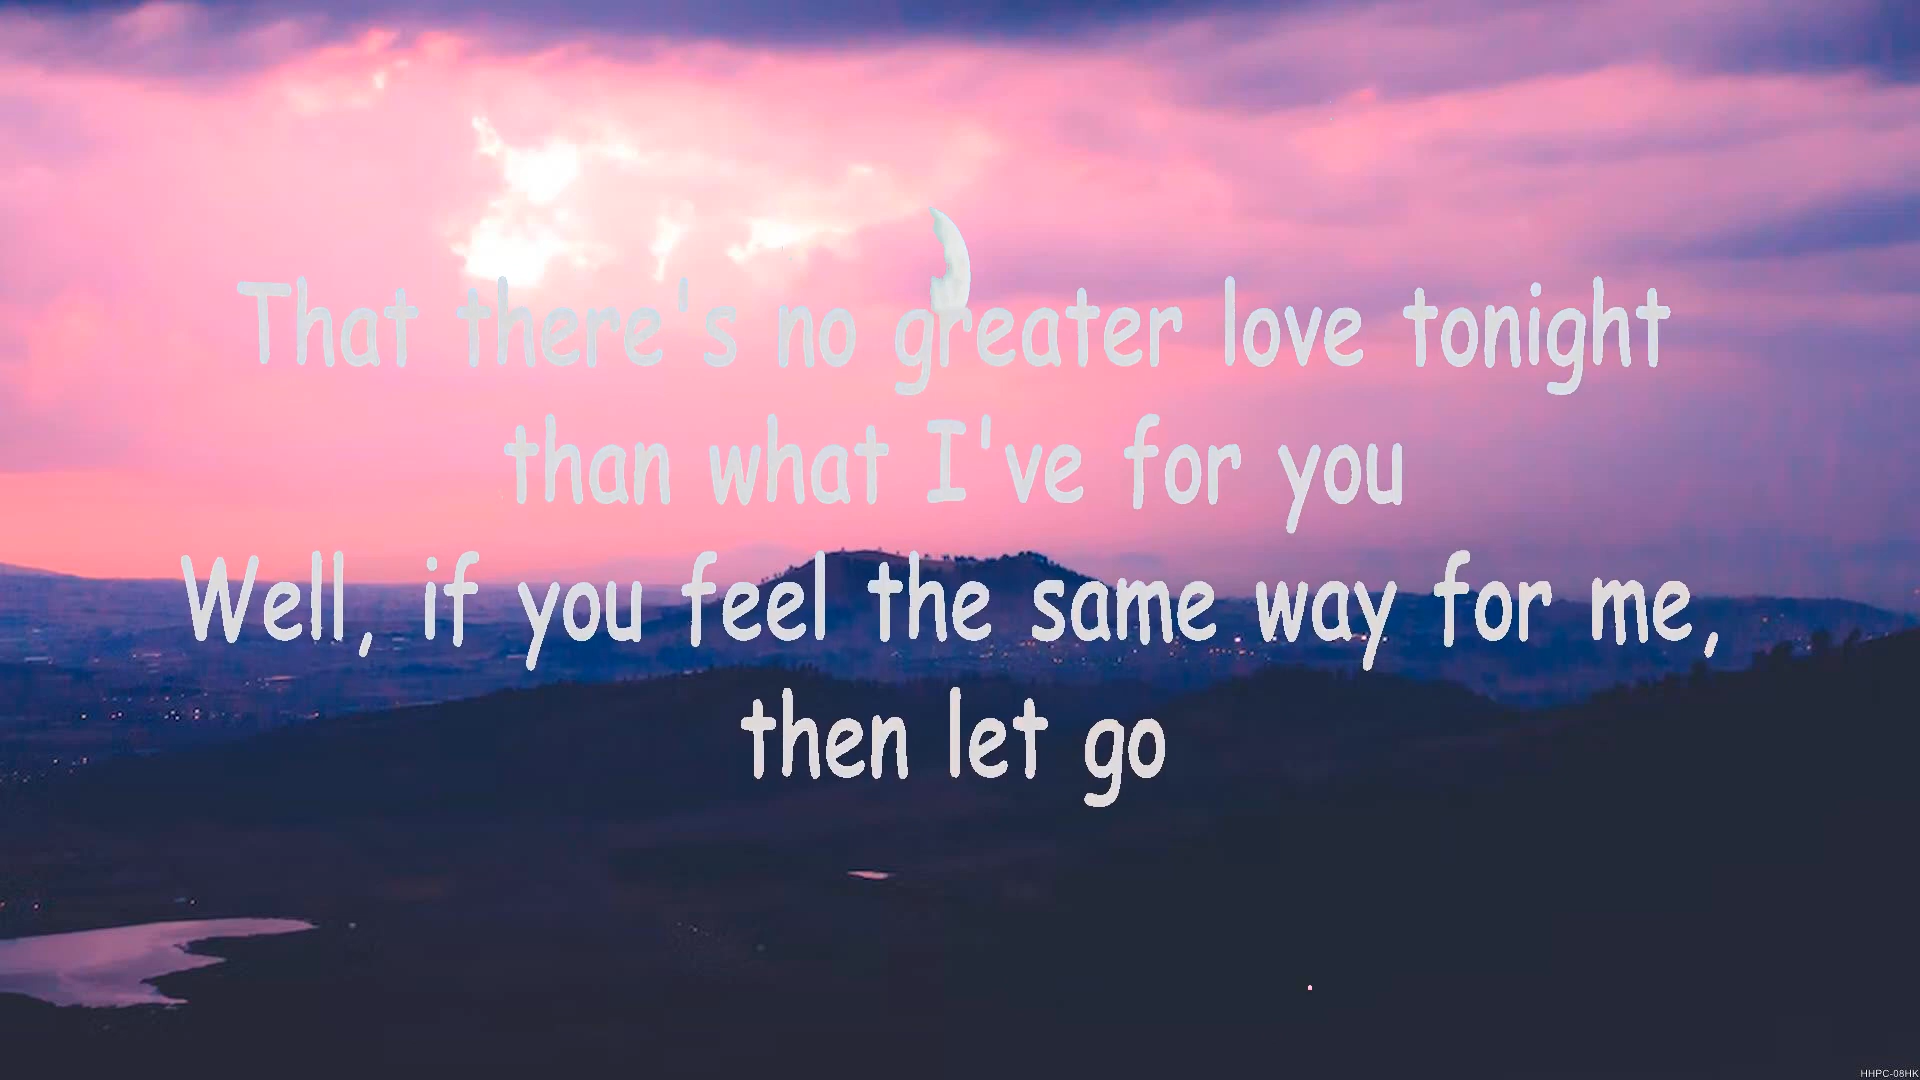 That there's no greater love tonight
than what I've for you
Well, if you feel the same way for me,
then let go
HHPC-08HK